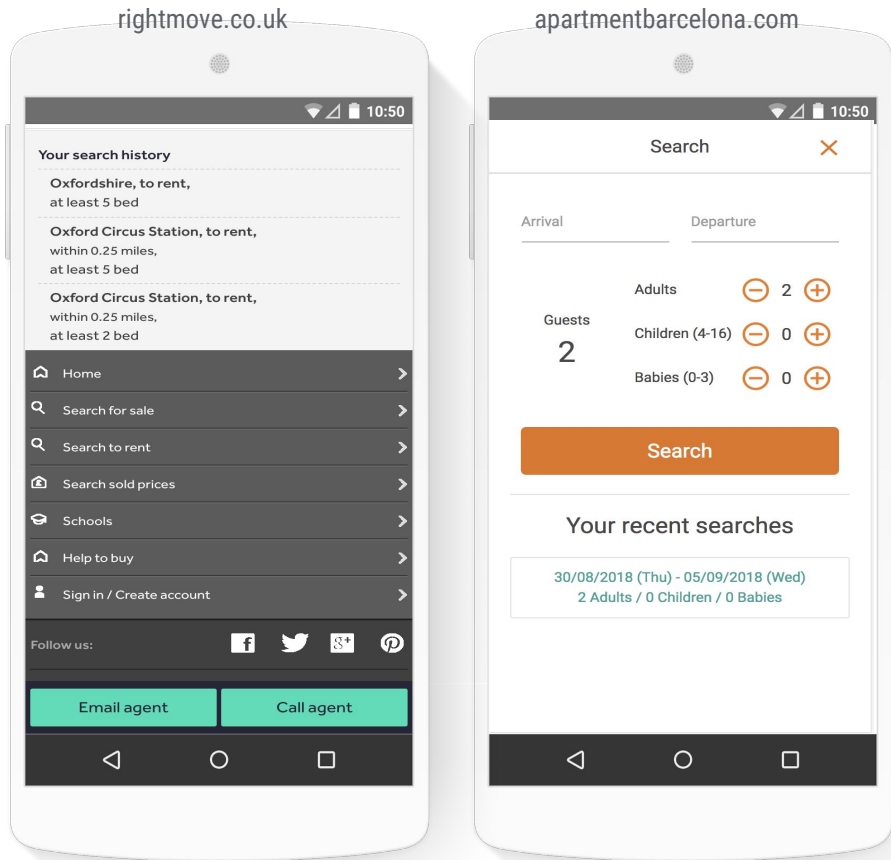 rightmove.co.uk
10:50
Your search history
Oxfordshire, to rent,
at least 5 bed
Oxford Circus Station, to rent,
within 0.25 miles,
at least 5 bed
Oxford Circus Station, to rent,
within 0.25 miles,
at least 2 bed
Home
Search for sale
Search to rent
Search sold prices
Schools
Help to buy
Sign in / Create account
Follow us:
Email agent
Call agent
apartmentbarcelona.com
10:50
Search
Arrival
Departure
Guests
2
Adults
2
Children (4-16)
0
Babies (0-3)
0
Search
Your recent searches
30/08/2018 (Thu) - 05/09/2018 (Wed)
2 Adults / 0 Children / 0 Babies